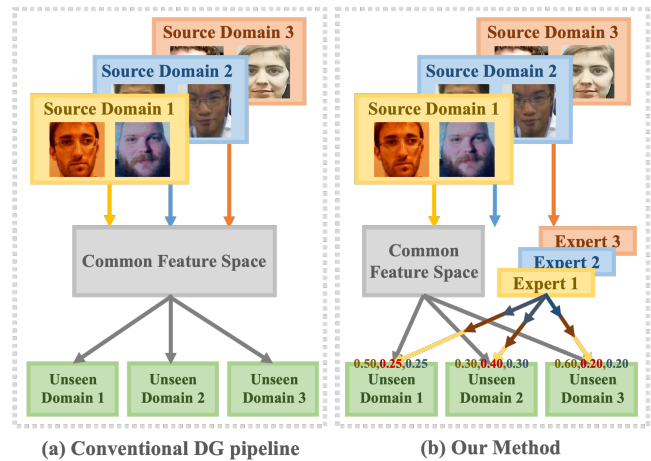 Source Domain 3
Source Domain 2
Source Domain 1
Common Feature Space
Unseen
Domain 1
Unseen
Domain 2
Unseen
Domain 3
(a) Conventional DG pipeline
Source Domain 3
Source Domain 2
Source Domain 1
Common
Feature Space
Expert 3
Expert 2
Expert 1
0.50,0.25,0.25
0.30,0.40,0.30
0.60,0.20,0.20
Unseen
Domain 1
Unseen
Domain 2
Unseen
Domain 3
(b) Our Method